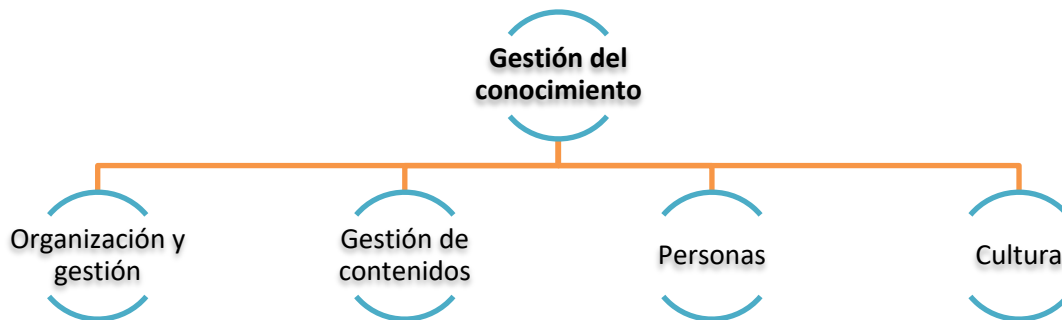 Gestión del
conocimiento
Organización y
gestión
Gestión de
contenidos
Personas
Cultura